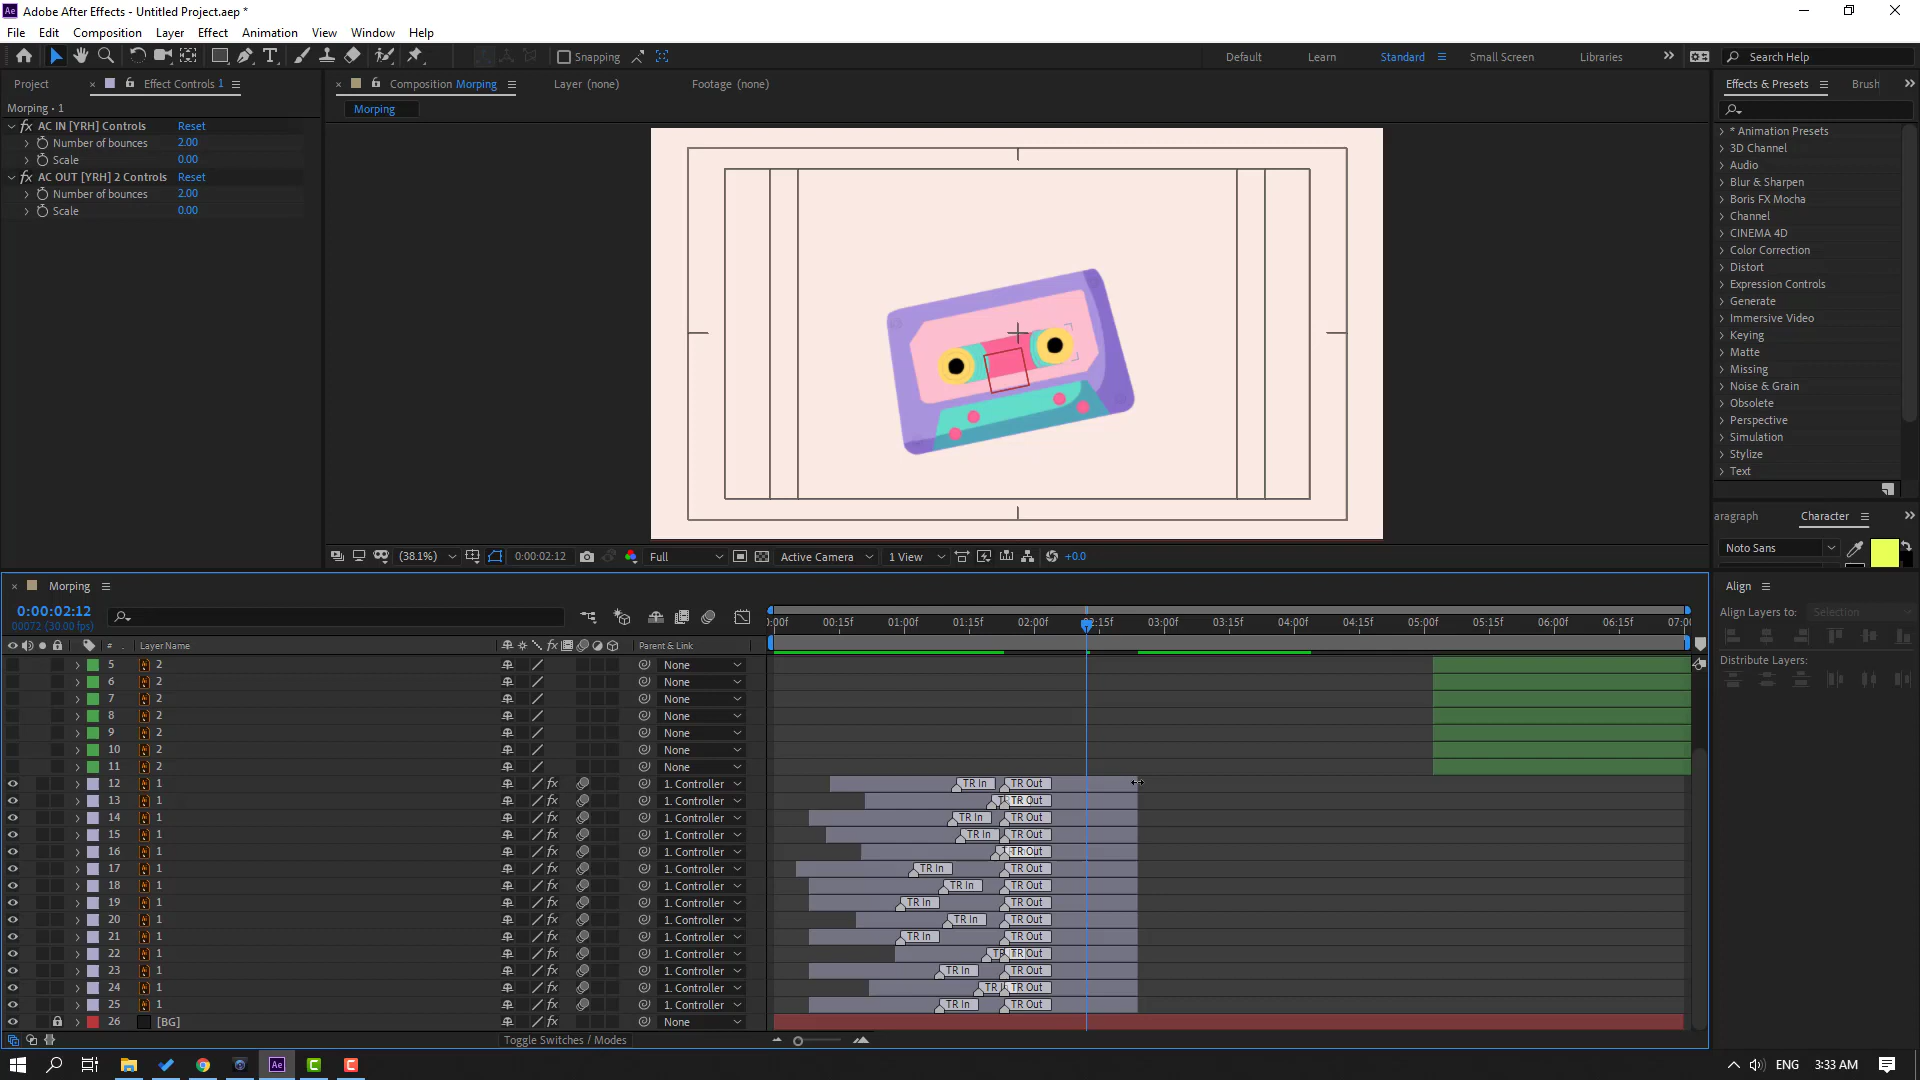 Adobe After Effects - Untitled Project.aep *
File Edit Composition Layer Effect Animation View Window Help
Snapping Default Learn Standard Small Screen Libraries Search Help
Project Effect Controls 1 Composition Morping Layer (none) Footage (none) Effects & Presets Brush
Morping • 1
Morping
AC IN [YRH] Controls Reset
Number of bounces 2.00
Scale 0.00
AC OUT [YRH] 2 Controls Reset
Number of bounces 2.00
Scale 0.00
* Animation Presets
3D Channel
Audio
Blur & Sharpen
Boris FX Mocha
Channel
CINEMA 4D
Color Correction
Distort
Expression Controls
Generate
Immersive Video
Keying
Matte
Missing
Noise & Grain
Obsolete
Perspective
Simulation
Stylize
Text
aragraph Character
Noto Sans
(38.1%) 0:00:02:12 Full Active Camera 1 View +0.0
Morping
Align
0:00:02:12
00072 (30.00 fps)
:00f 00:15f 01:00f 01:15f 02:00f 02:15f 03:00f 03:15f 04:00f 04:15f 05:00f 05:15f 06:00f 06:15f 07:00
Align Layers to: Selection
Distribute Layers:
# Layer Name Parent & Link
5 2 None
6 2 None
7 2 None
8 2 None
9 2 None
10 2 None
11 2 None
12 1 1. Controller TR In TR Out
13 1 1. Controller TR Out
14 1 1. Controller TR In TR Out
15 1 1. Controller TR In TR Out
16 1 1. Controller TR Out
17 1 1. Controller TR In TR Out
18 1 1. Controller TR In TR Out
19 1 1. Controller TR In TR Out
20 1 1. Controller TR In TR Out
21 1 1. Controller TR In TR Out
22 1 1. Controller TR Out
23 1 1. Controller TR In TR Out
24 1 1. Controller TR TR Out
25 1 1. Controller TR In TR Out
26 [BG] None
Toggle Switches / Modes
ENG 3:33 AM